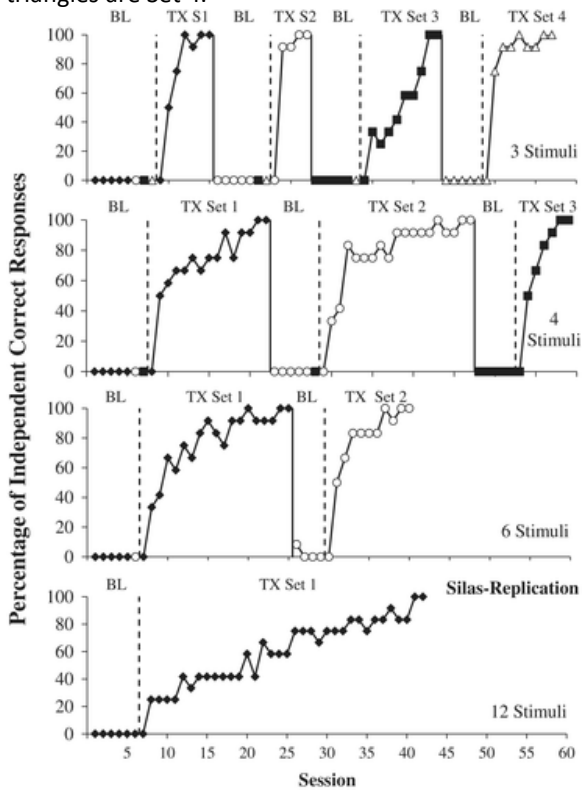 triangles are Set 4.
BL TX S1 BL TX S2 BL TX Set 3 BL TX Set 4
100
80
60
40
20
0
3 Stimuli
BL TX Set 1 BL TX Set 2 BL TX Set 3
100
80
60
40
20
0
4
Stimuli
BL TX Set 1 BL TX Set 2
100
80
60
40
20
0
6 Stimuli
BL TX Set 1 Silas-Replication
100
80
60
40
20
0
12 Stimuli
5 10 15 20 25 30 35 40 45 50 55 60
Session
Percentage of Independent Correct Responses